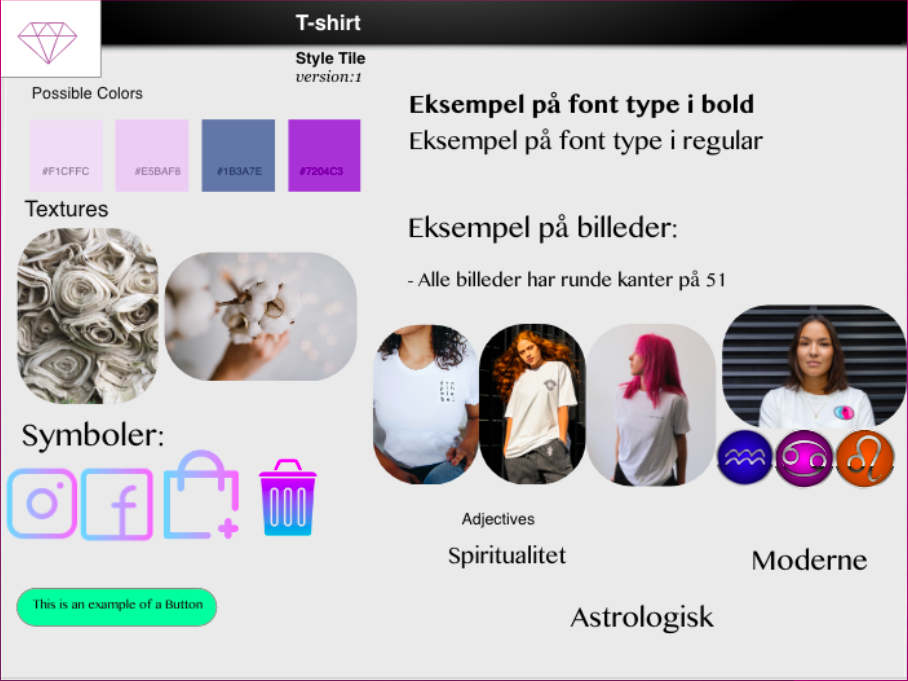 T-shirt
Style Tile
version:1
Possible Colors
#F1CFFC
#E5BAF8
#1B3A7E
#7204C3
Textures
Symboler:
This is an example of a Button
Eksempel på font type i bold
Eksempel på font type i regular
Eksempel på billeder:
- Alle billeder har runde kanter på 51
Adjectives
Spiritualitet
Moderne
Astrologisk